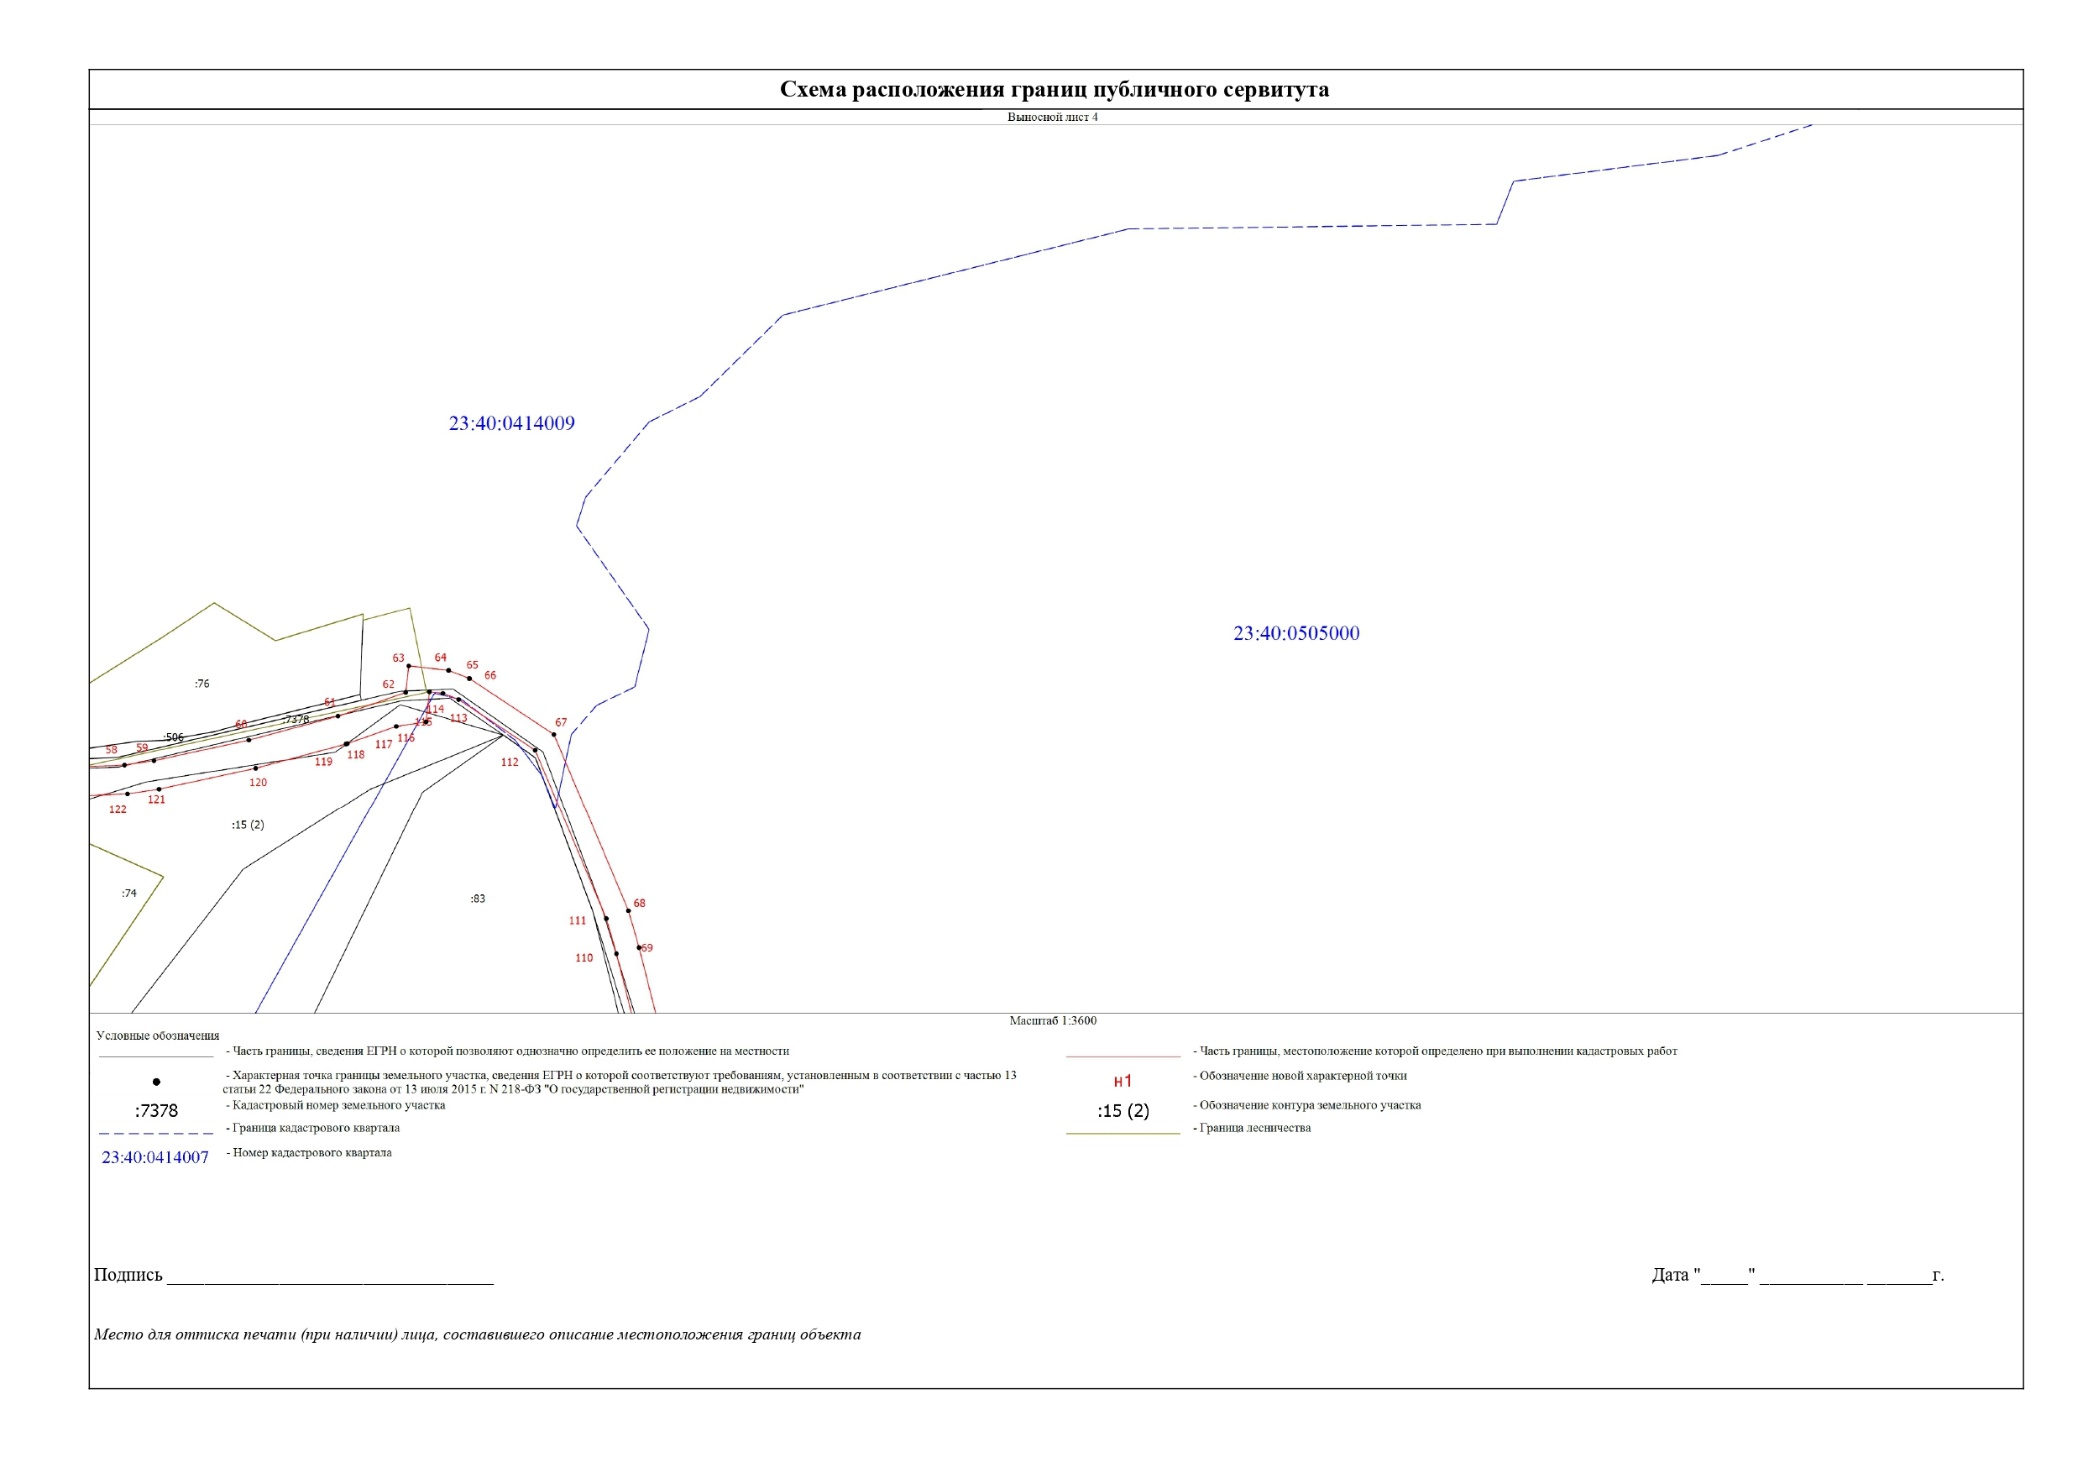 Схема расположения границ публичного сервитута
Выносной лист 4
23:40:0414009
23:40:0505000
63
64
65
66
:76
62
61
114
113
:7378
115
67
60
:506
116
58
59
117
118
119
112
120
121
122
:15 (2)
:74
:83
68
111
69
110
Масштаб 1:3600
Условные обозначения
- Часть границы, сведения ЕГРН о которой позволяют однозначно определить ее положение на местности
- Часть границы, местоположение которой определено при выполнении кадастровых работ
- Характерная точка границы земельного участка, сведения ЕГРН о которой соответствуют требованиям, установленным в соответствии с частью 13
статьи 22 Федерального закона от 13 июля 2015 г. N 218-ФЗ "О государственной регистрации недвижимости"
н1
- Обозначение новой характерной точки
:7378
- Кадастровый номер земельного участка
:15 (2)
- Обозначение контура земельного участка
- Граница кадастрового квартала
- Граница лесничества
23:40:0414007
- Номер кадастрового квартала
Подпись ___________________________________
Дата "_____" ___________ _______г.
Место для оттиска печати (при наличии) лица, составившего описание местоположения границ объекта